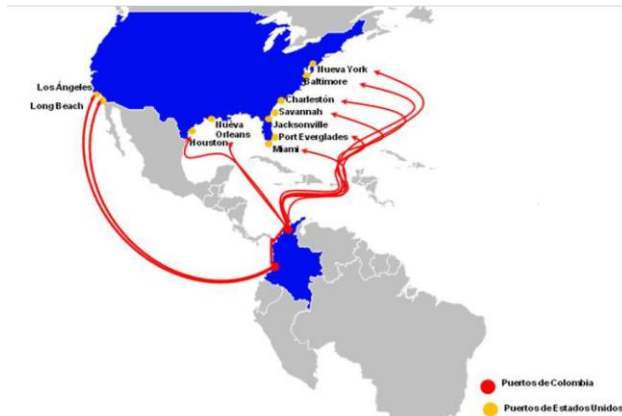 Nueva York
Baltimore
Los Ángeles
Long Beach
Charlestón
Savannah
Nueva
Orleans
Jacksonville
Houston
Port Everglades
Miami
Puertos de Colombia
Puertos de Estados Unidos